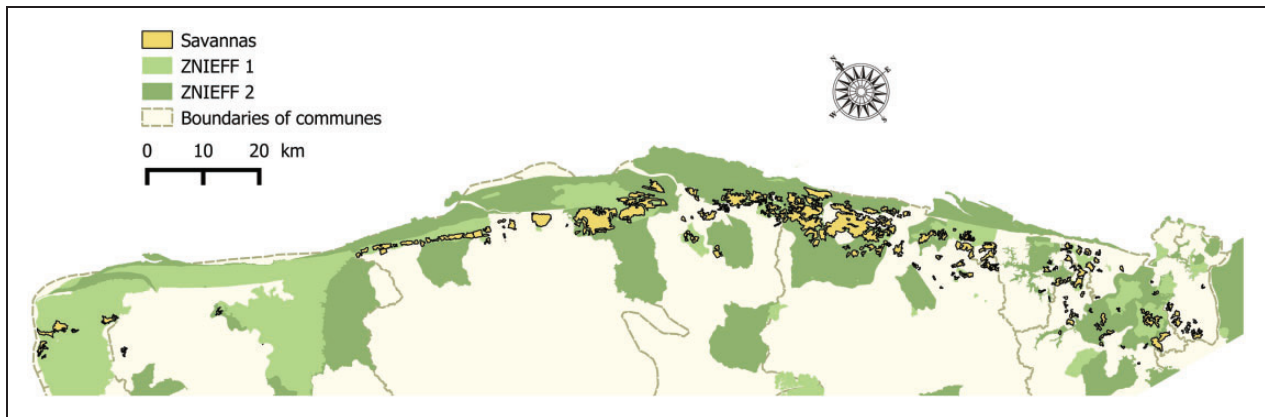 Savannas
ZNIEFF 1
ZNIEFF 2
Boundaries of communes
0 10 20 km
N
E
W
S